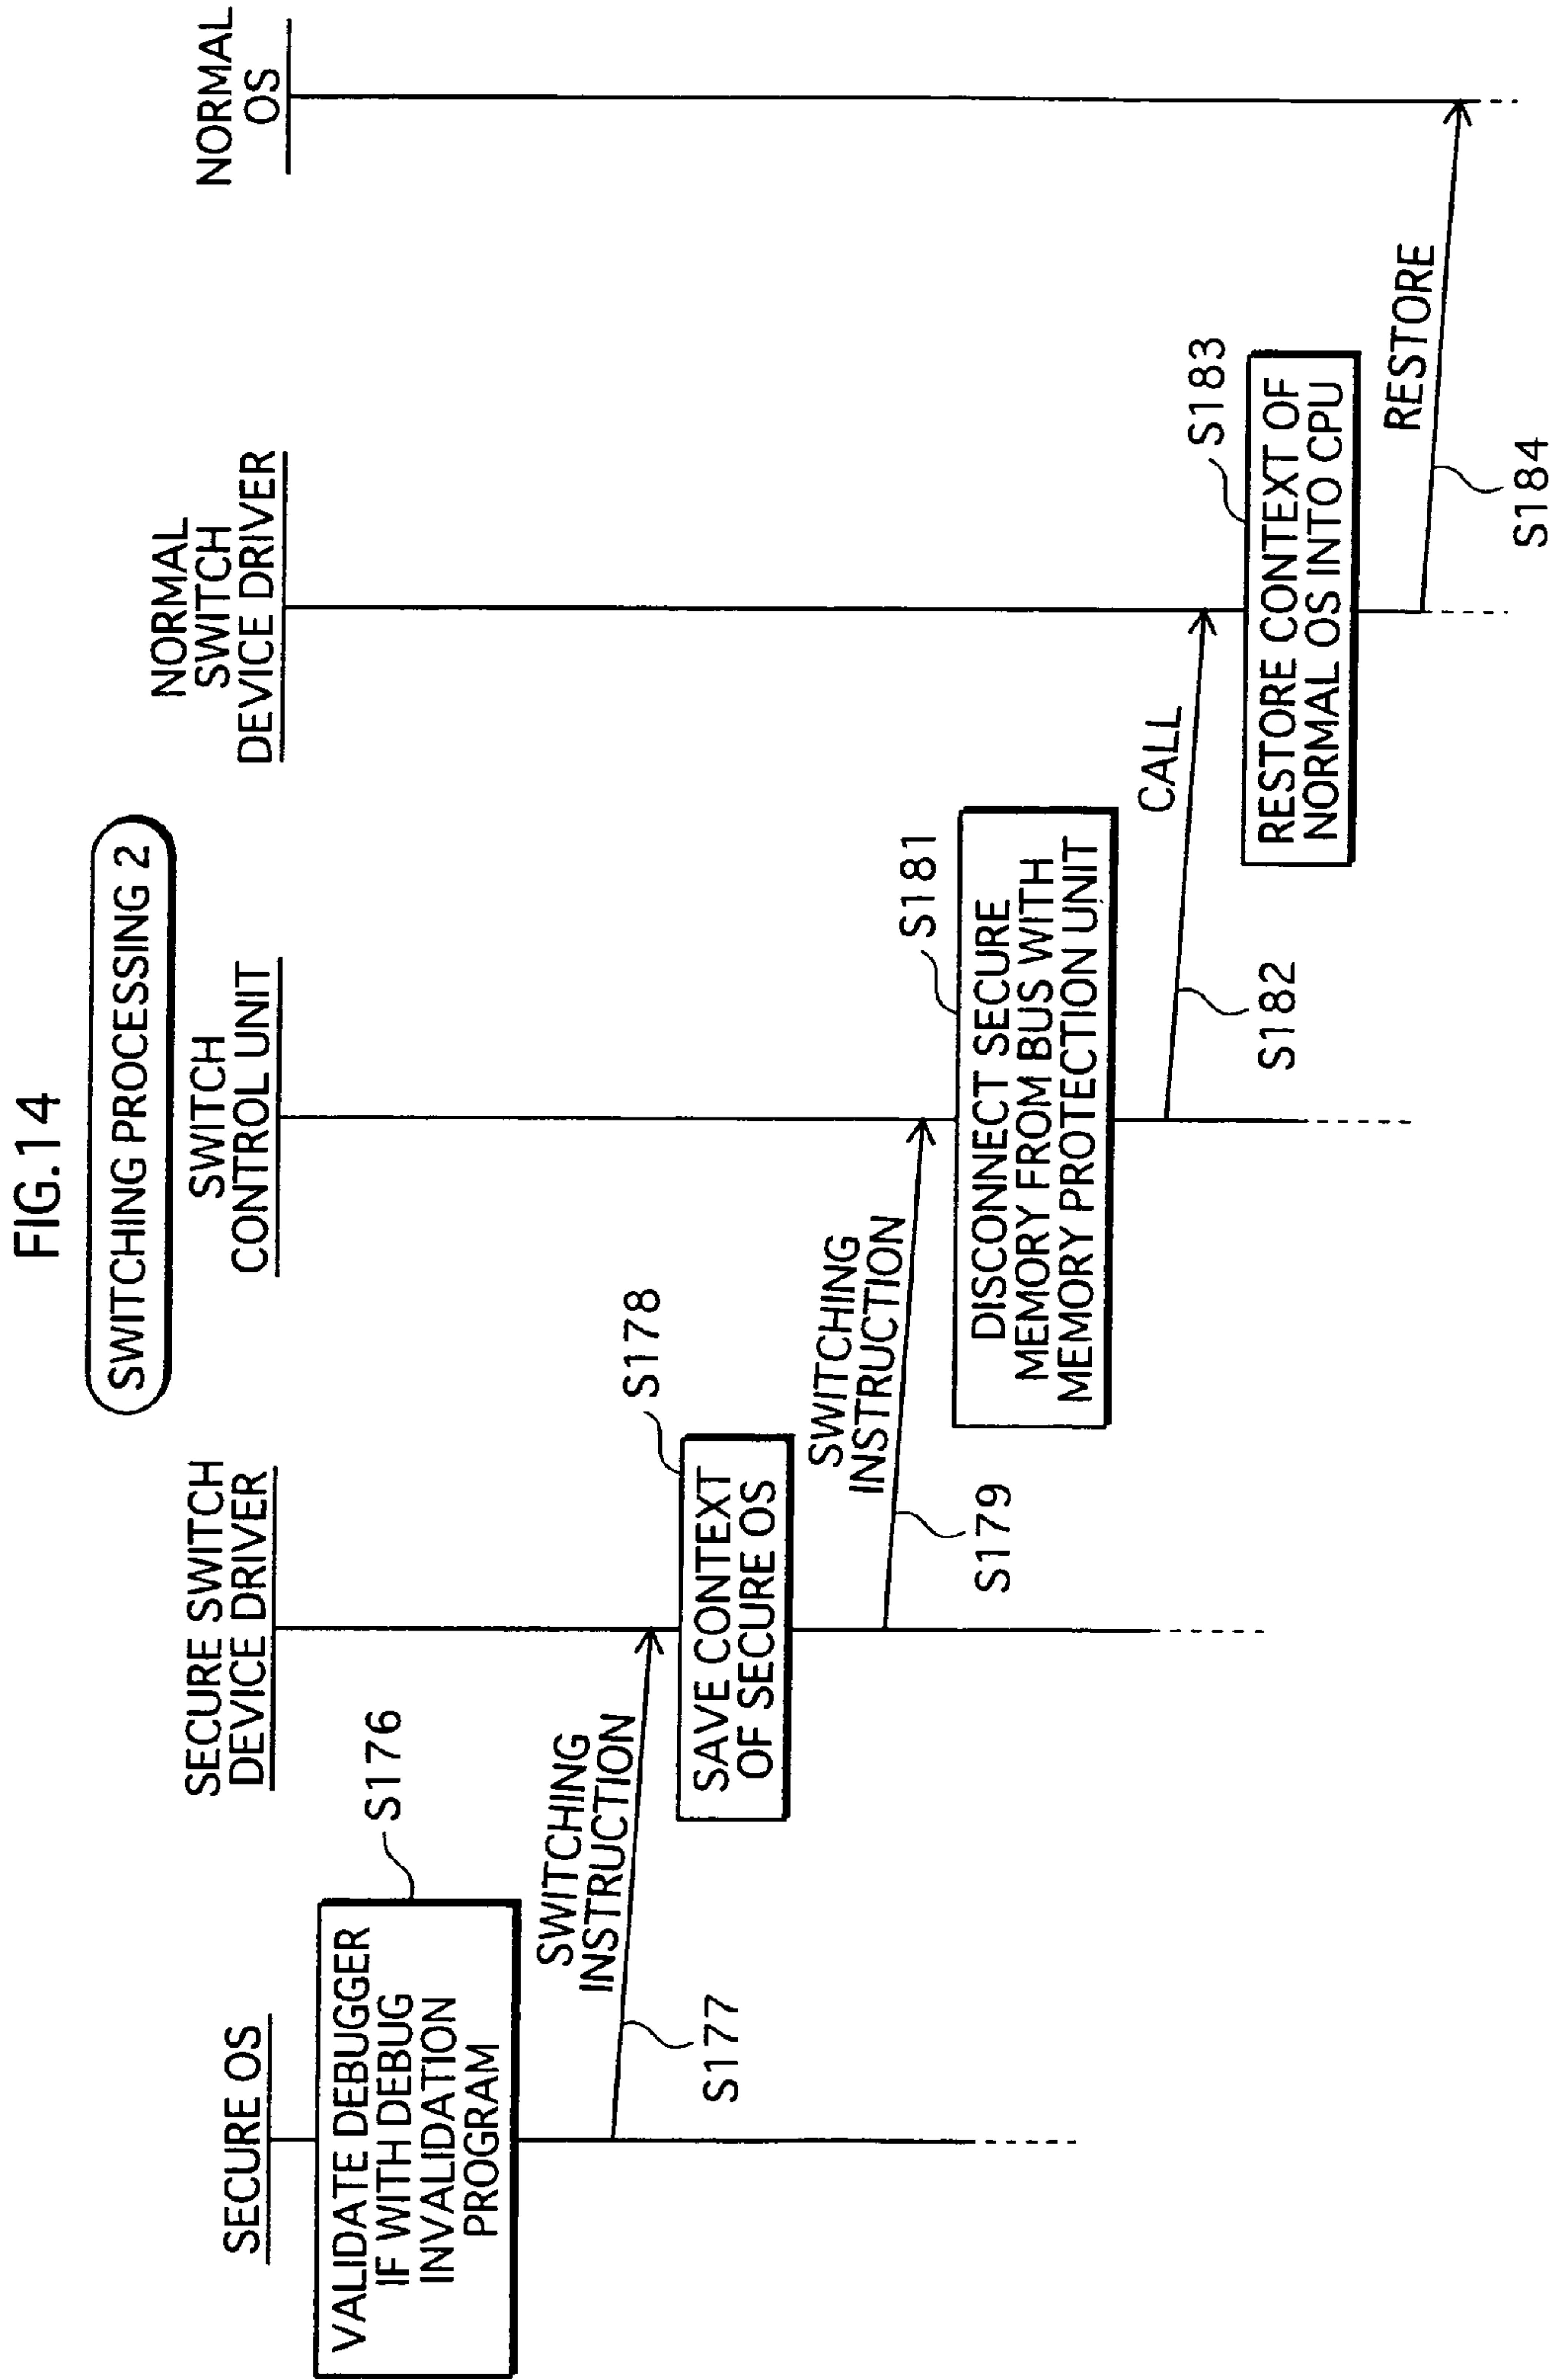 FIG.14
SWITCHING PROCESSING 2
SECURE OS
SECURE SWITCH
DEVICE DRIVER
SWITCH
CONTROL UNIT
NORMAL
SWITCH
DEVICE DRIVER
NORMAL
OS
VALIDATE DEBUGGER
IF WITH DEBUG
INVALIDATION
PROGRAM
S176
SWITCHING
INSTRUCTION
S177
SAVE CONTEXT
OF SECURE OS
S178
SWITCHING
INSTRUCTION
S179
DISCONNECT SECURE
MEMORY FROM BUS WITH
MEMORY PROTECTION UNIT
S181
CALL
S182
RESTORE CONTEXT OF
NORMAL OS INTO CPU
S183
RESTORE
S184